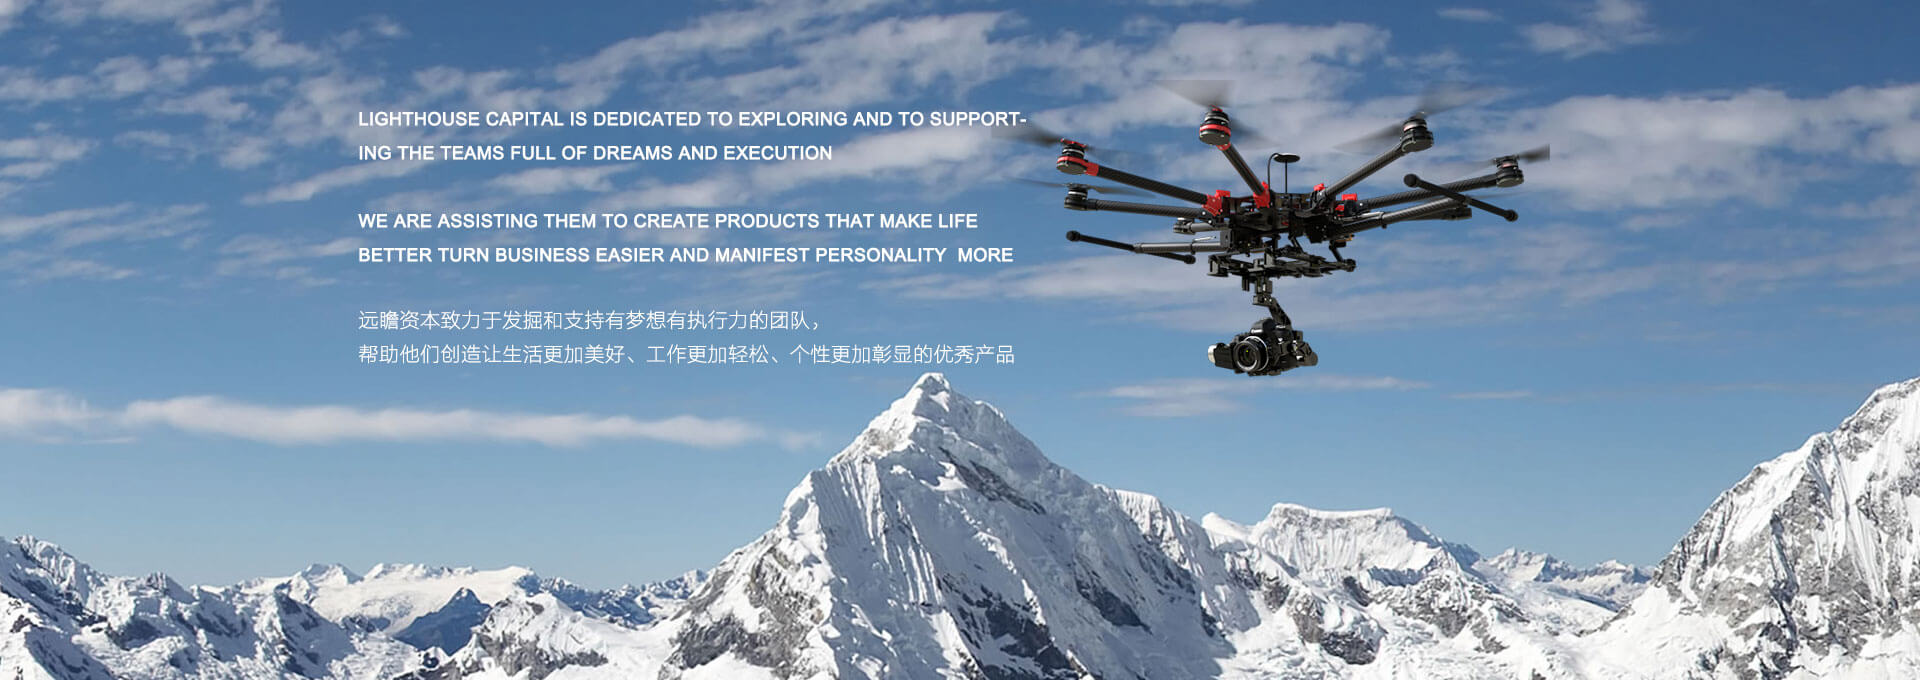 LIGHTHOUSE CAPITAL IS DEDICATED TO EXPLORING AND TO SUPPORT-
ING THE TEAMS FULL OF DREAMS AND EXECUTION
WE ARE ASSISTING THEM TO CREATE PRODUCTS THAT MAKE LIFE
BETTER TURN BUSINESS EASIER AND MANIFEST PERSONALITY  MORE
远瞻资本致力于发掘和支持有梦想有执行力的团队，
帮助他们创造让生活更加美好、工作更加轻松、个性更加彰显的优秀产品